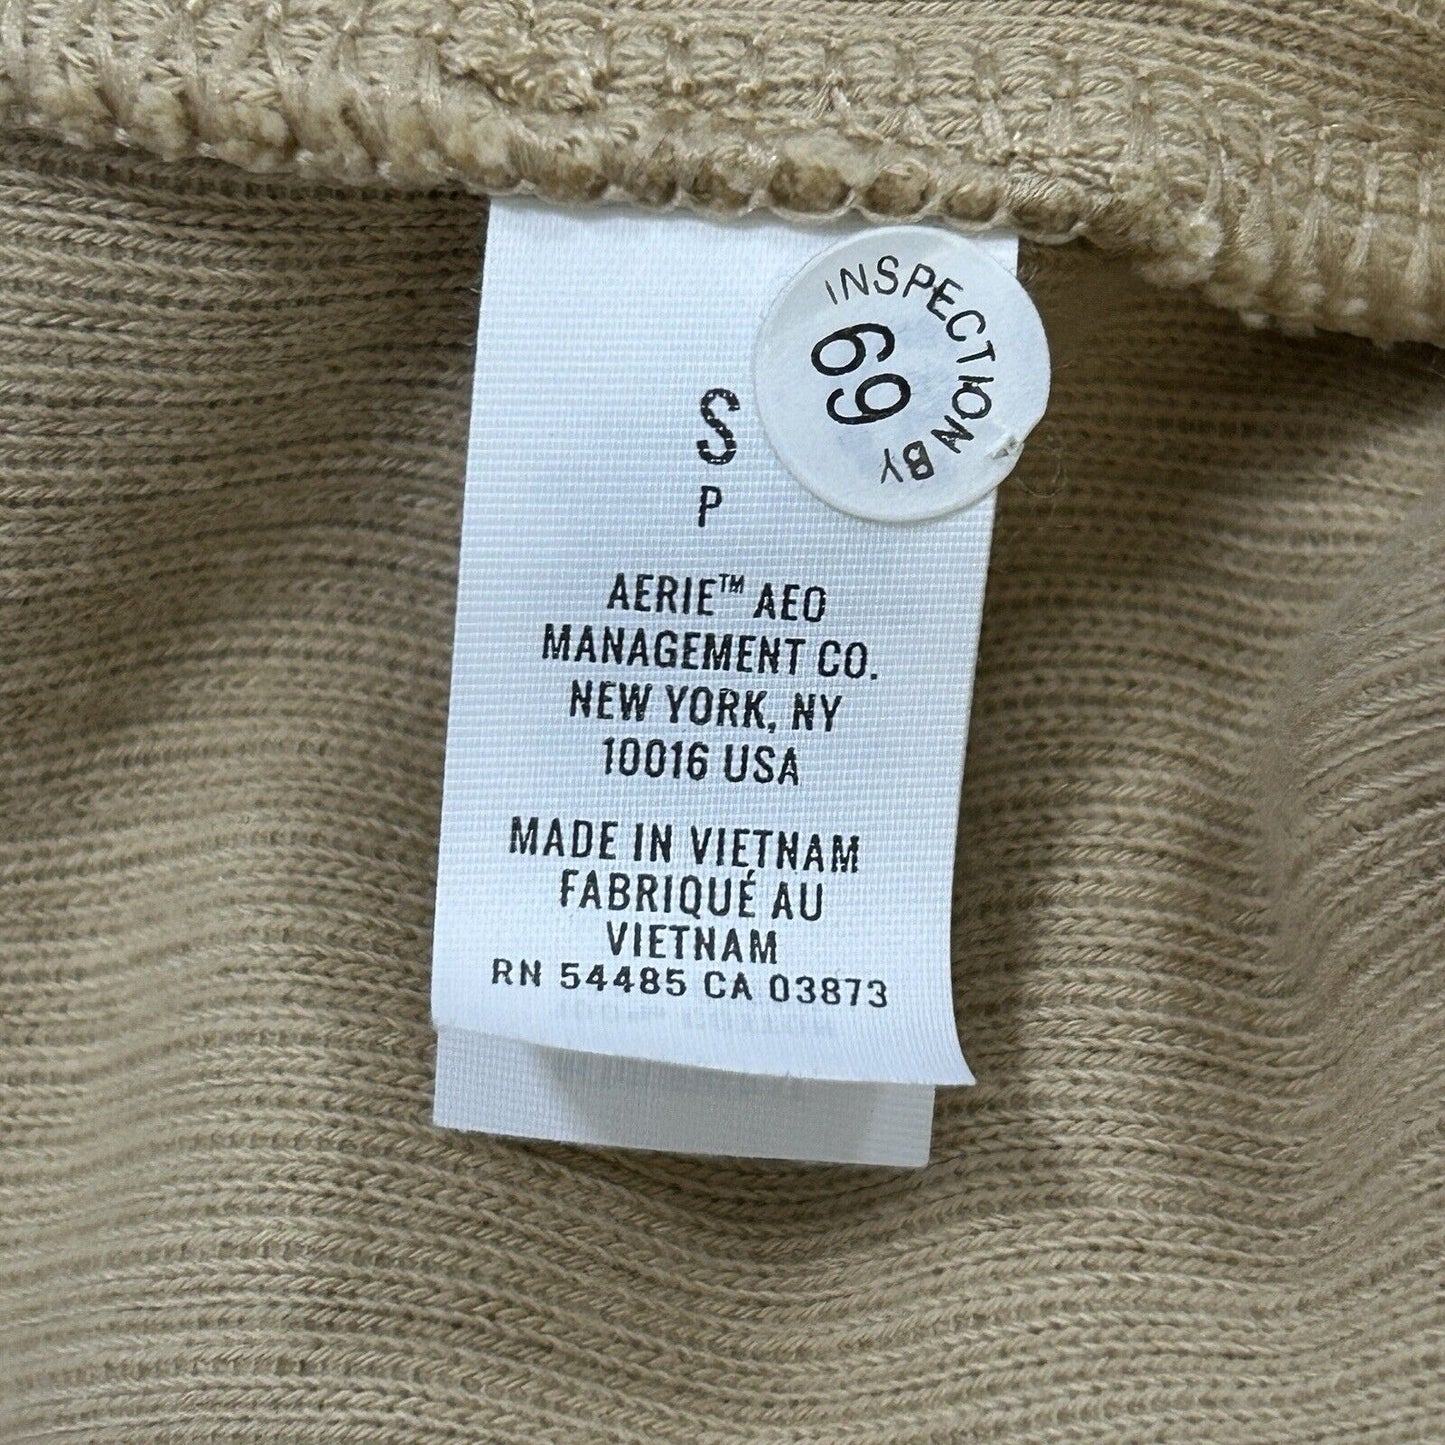 INSPECTION BY
69
S
P
AERIE™ AEO
MANAGEMENT CO.
NEW YORK, NY
10016 USA
MADE IN VIETNAM
FABRIQUÉ AU
VIETNAM
RN 54485 CA 03873